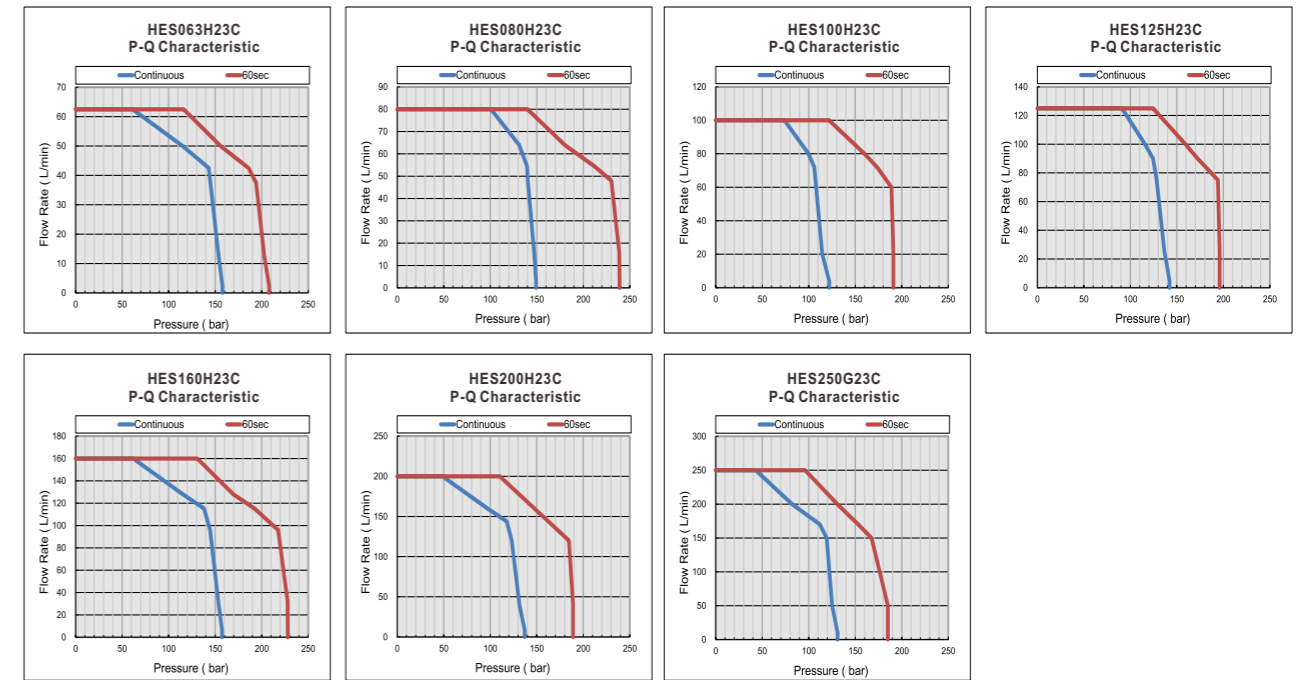 HES063H23C
P-Q Characteristic
Continuous 60sec
70
60
50
40
30
20
10
0
Flow Rate ( L/min)
0 50 100 150 200 250
Pressure ( bar)
HES080H23C
P-Q Characteristic
Continuous 60sec
90
80
70
60
50
40
30
20
10
0
Flow Rate ( L/min)
0 50 100 150 200 250
Pressure ( bar)
HES100H23C
P-Q Characteristic
Continuous 60sec
120
100
80
60
40
20
0
Flow Rate ( L/min)
0 50 100 150 200 250
Pressure ( bar)
HES125H23C
P-Q Characteristic
Continuous 60sec
140
120
100
80
60
40
20
0
Flow Rate ( L/min)
0 50 100 150 200 250
Pressure ( bar)
HES160H23C
P-Q Characteristic
Continuous 60sec
180
160
140
120
100
80
60
40
20
0
Flow Rate ( L/min)
0 50 100 150 200 250
Pressure ( bar)
HES200H23C
P-Q Characteristic
Continuous 60sec
250
200
150
100
50
0
Flow Rate ( L/min)
0 50 100 150 200 250
Pressure ( bar)
HES250G23C
P-Q Characteristic
Continuous 60sec
300
250
200
150
100
50
0
Flow Rate ( L/min)
0 50 100 150 200 250
Pressure ( bar)